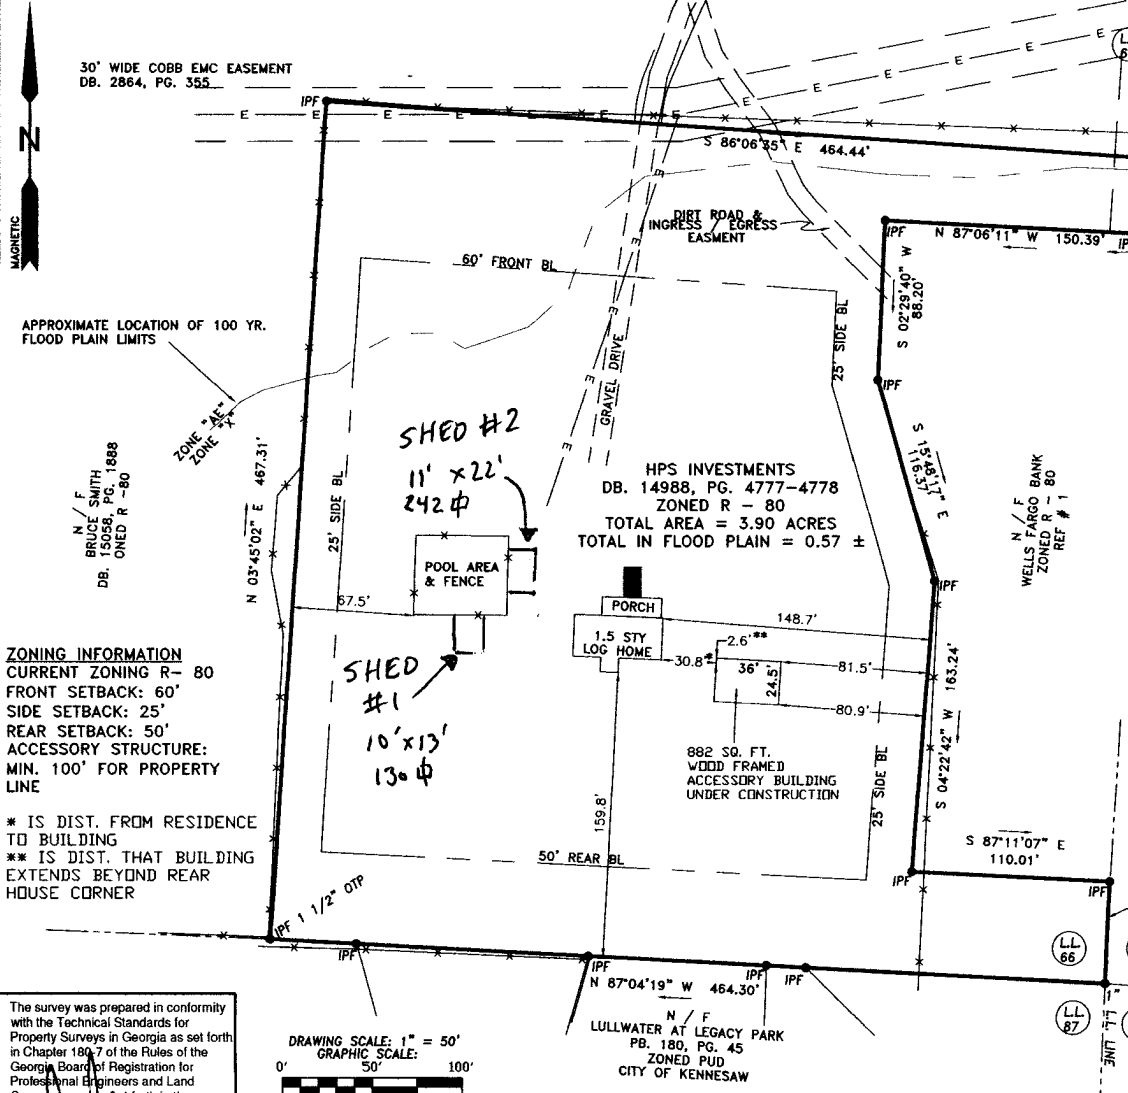 30' WIDE COBB EMC EASEMENT
DB. 2864, PG. 355
IPF
E E E E E E E
E E E E
N
MAGNETIC
S 86°06'35" E 464.44'
DIRT ROAD &
INGRESS / EGRESS
EASMENT
IPF
N 87°06'11" W 150.39'
S 02°29'40" W
88.20'
60' FRONT BL
APPROXIMATE LOCATION OF 100 YR.
FLOOD PLAIN LIMITS
ZONE "AE"
ZONE "X"
GRAVEL DRIVE
25' SIDE BL
IPF
SHED #2
11' x 22'
242 ф
S 15°48'17" E
116.37'
N / F
BRUCE SMITH
DB. 15058, PG. 1888
ONED R -80
N 03°45'02" E 467.31'
25' SIDE BL
HPS INVESTMENTS
DB. 14988, PG. 4777-4778
ZONED R - 80
TOTAL AREA = 3.90 ACRES
TOTAL IN FLOOD PLAIN = 0.57 ±
N / F
WELLS FARGO BANK
ZONED R - 80
REF # 1
POOL AREA
& FENCE
IPF
67.5'
PORCH
148.7'
1.5 STY
LOG HOME
2.6'**
30.8'*
36'
24.5'
81.5'
80.9'
S 04°22'42" W 163.24'
ZONING INFORMATION
CURRENT ZONING R- 80
FRONT SETBACK: 60'
SIDE SETBACK: 25'
REAR SETBACK: 50'
ACCESSORY STRUCTURE:
MIN. 100' FOR PROPERTY
LINE
SHED
#1
10' x 13'
130 ф
882 SQ. FT.
WOOD FRAMED
ACCESSORY BUILDING
UNDER CONSTRUCTION
25' SIDE BL
* IS DIST. FROM RESIDENCE
TO BUILDING
** IS DIST. THAT BUILDING
EXTENDS BEYOND REAR
HOUSE CORNER
159.8'
50' REAR BL
S 87°11'07" E
110.01'
IPF
IPF
IPF 1 1/2" OTP
IPF
IPF
IPF
IPF
N 87°04'19" W 464.30'
L.L
66
L.L
87
1"
LL LINE
N / F
LULLWATER AT LEGACY PARK
PB. 180, PG. 45
ZONED PUD
CITY OF KENNESAW
The survey was prepared in conformity
with the Technical Standards for
Property Surveys in Georgia as set forth
in Chapter 180-7 of the Rules of the
Georgia Board of Registration for
Professional Engineers and Land
DRAWING SCALE: 1" = 50'
GRAPHIC SCALE:
0' 50' 100'